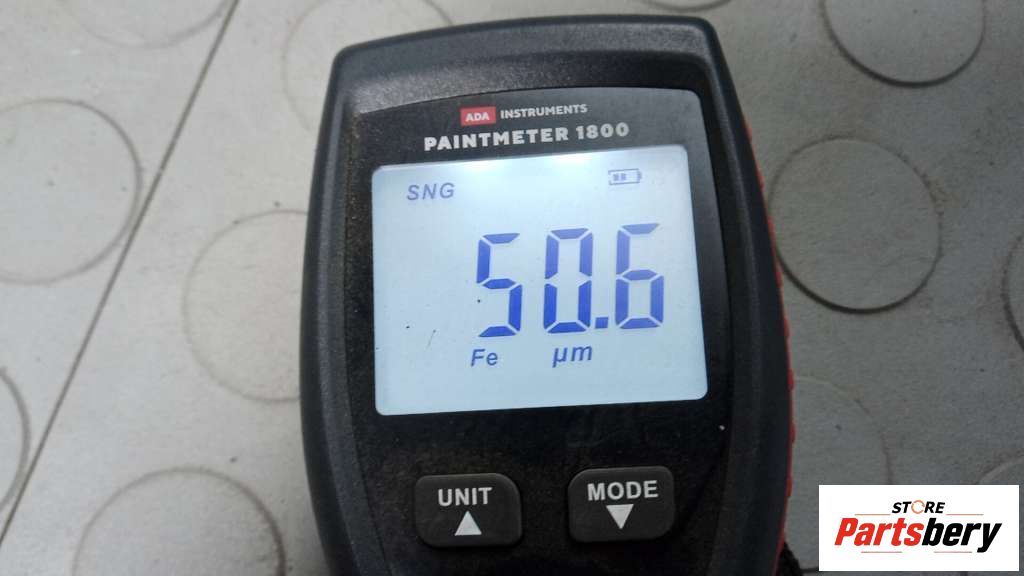 ADA INSTRUMENTS
PAINTMETER 1800
SNG
50.6
Fe µm
UNIT MODE
STORE
Partsbery